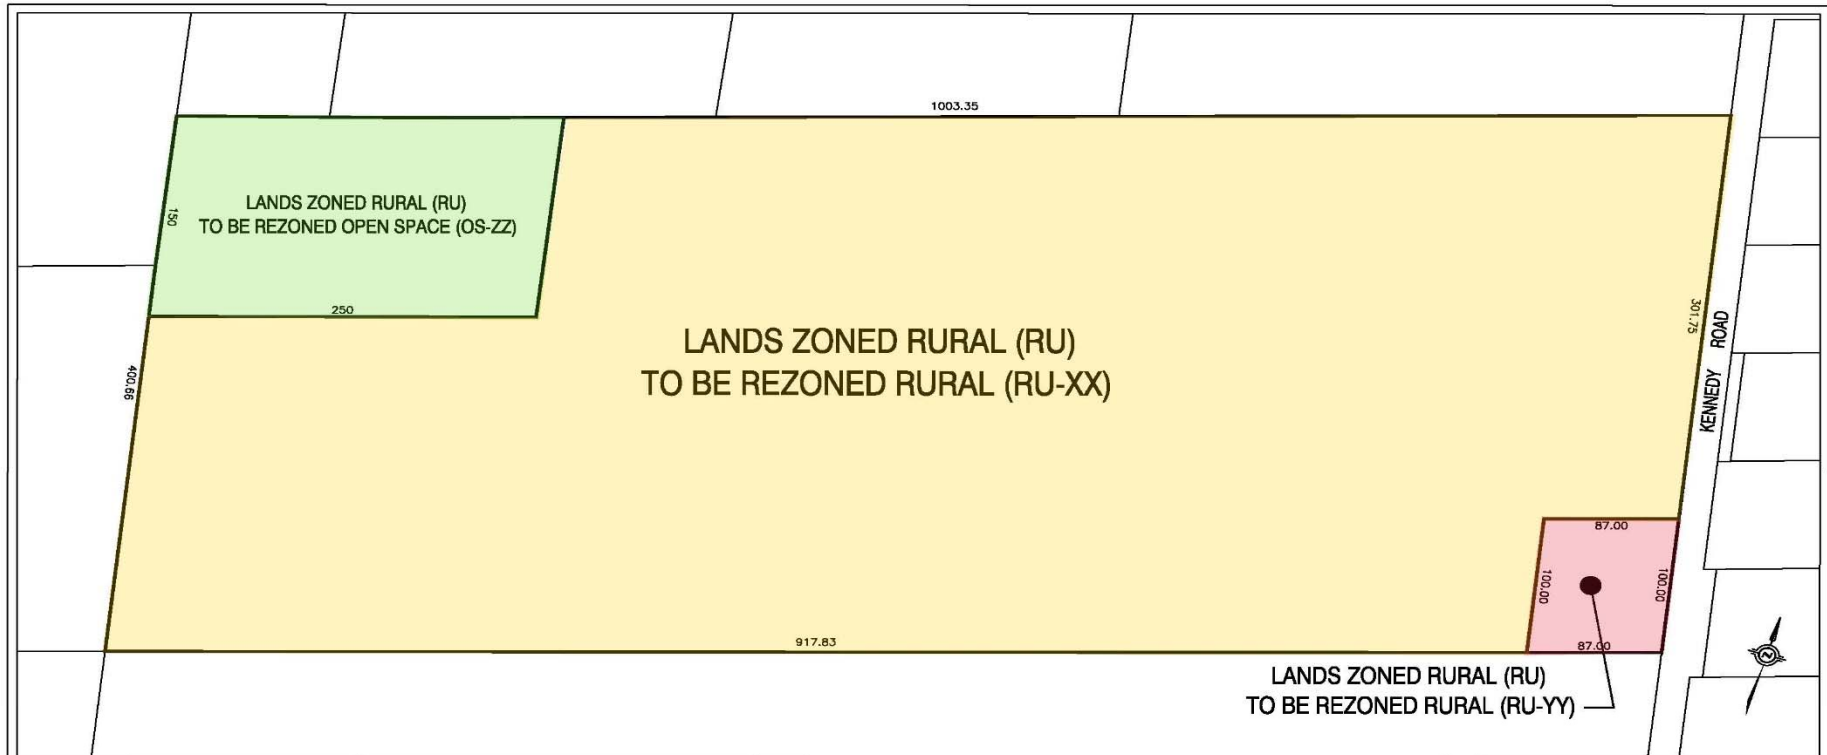 1003.35
LANDS ZONED RURAL (RU)
TO BE REZONED OPEN SPACE (OS-ZZ)
150
250
301.75
KENNEDY ROAD
LANDS ZONED RURAL (RU)
TO BE REZONED RURAL (RU-XX)
400.66
87.00
100.00
100.00
917.83
87.00
Z
LANDS ZONED RURAL (RU)
TO BE REZONED RURAL (RU-YY)